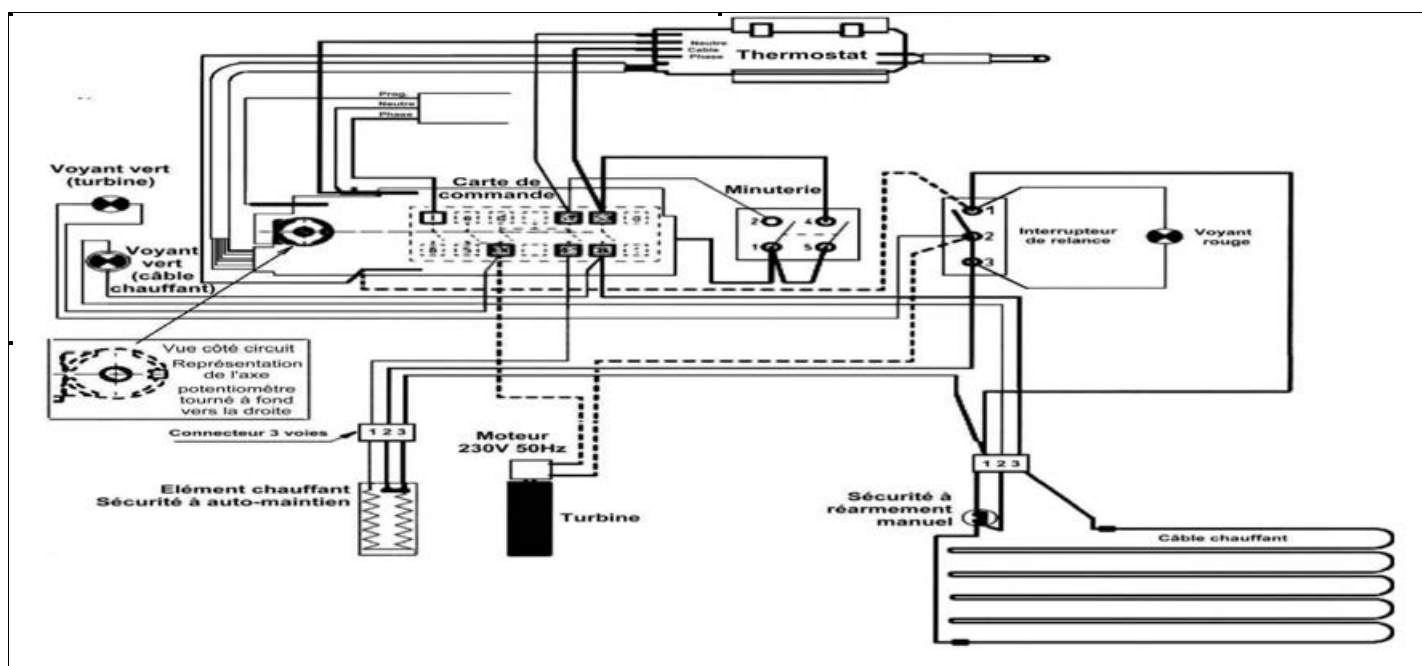 Neutre
Cable
Phase
Thermostat
Prog.
Neutre
Phase
Voyant vert
(turbine)
Carte de
commande
Minuterie
2
4
1
5
1
2
3
Interrupteur
de relance
Voyant
rouge
Voyant
vert
(câble
chauffant)
Vue côté circuit
Représentation
de l'axe
potentiomêtre
tourné à fond
vers la droite
Connecteur 3 voies
1 2 3
Moteur
230V 50Hz
1 2 3
Elément chauffant
Sécurité à auto-maintien
Turbine
Sécurité à
réarmement
manuel
Câble chauffant